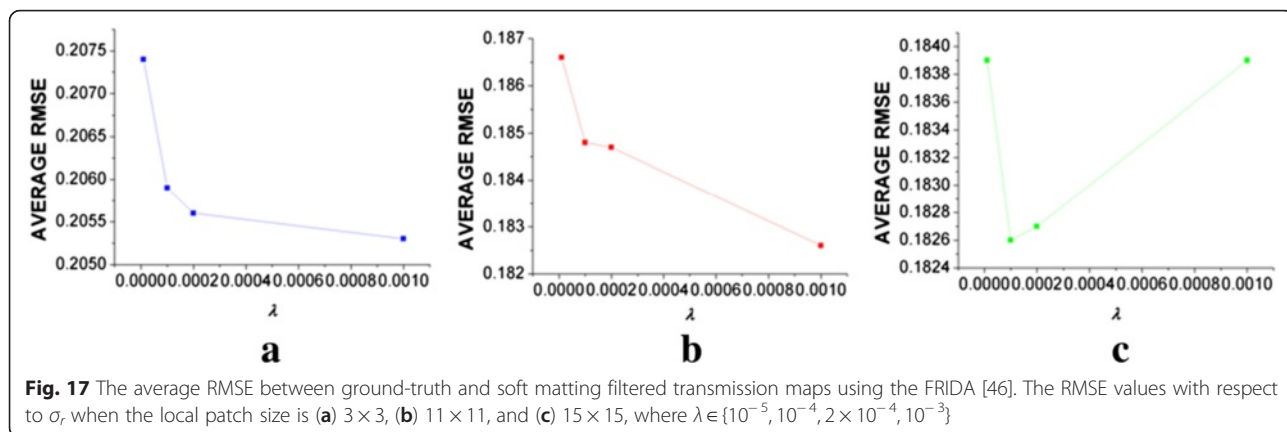 AVERAGE RMSE
0.2075
0.2070
0.2065
0.2060
0.2055
0.2050
0.0000 0.0002 0.0004 0.0006 0.0008 0.0010
λ
a
AVERAGE RMSE
0.187
0.186
0.185
0.184
0.183
0.182
0.0000 0.0002 0.0004 0.0006 0.0008 0.0010
λ
b
AVERAGE RMSE
0.1840
0.1838
0.1836
0.1834
0.1832
0.1830
0.1828
0.1826
0.1824
0.0000 0.0002 0.0004 0.0006 0.0008 0.0010
λ
c
Fig. 17 The average RMSE between ground-truth and soft matting filtered transmission maps using the FRIDA [46]. The RMSE values with respect
to σᵣ when the local patch size is (a) 3 × 3, (b) 11 × 11, and (c) 15 × 15, where λ ∈ {10⁻⁵, 10⁻⁴, 2 × 10⁻⁴, 10⁻³}